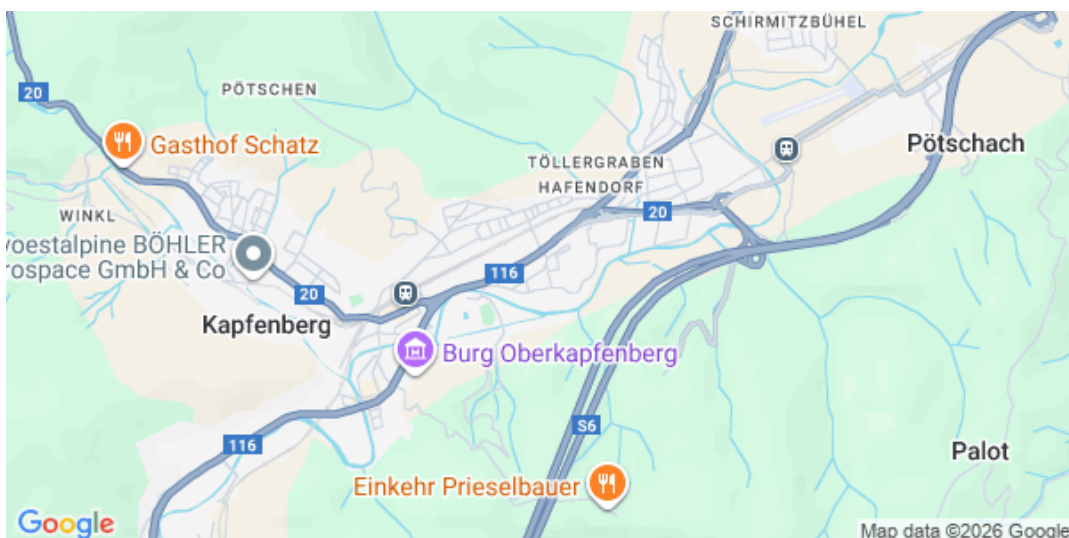 SCHIRMITZBÜHEL
20
PÖTSCHEN
Gasthof Schatz
Pötschach
TÖLLERGRABEN
HAFENDORF
WINKL
20
voestalpine BÖHLER
rospace GmbH & Co
116
20
Kapfenberg
Burg Oberkapfenberg
S6
116
Palot
Einkehr Prieselbauer
Google
Map data ©2026 Google